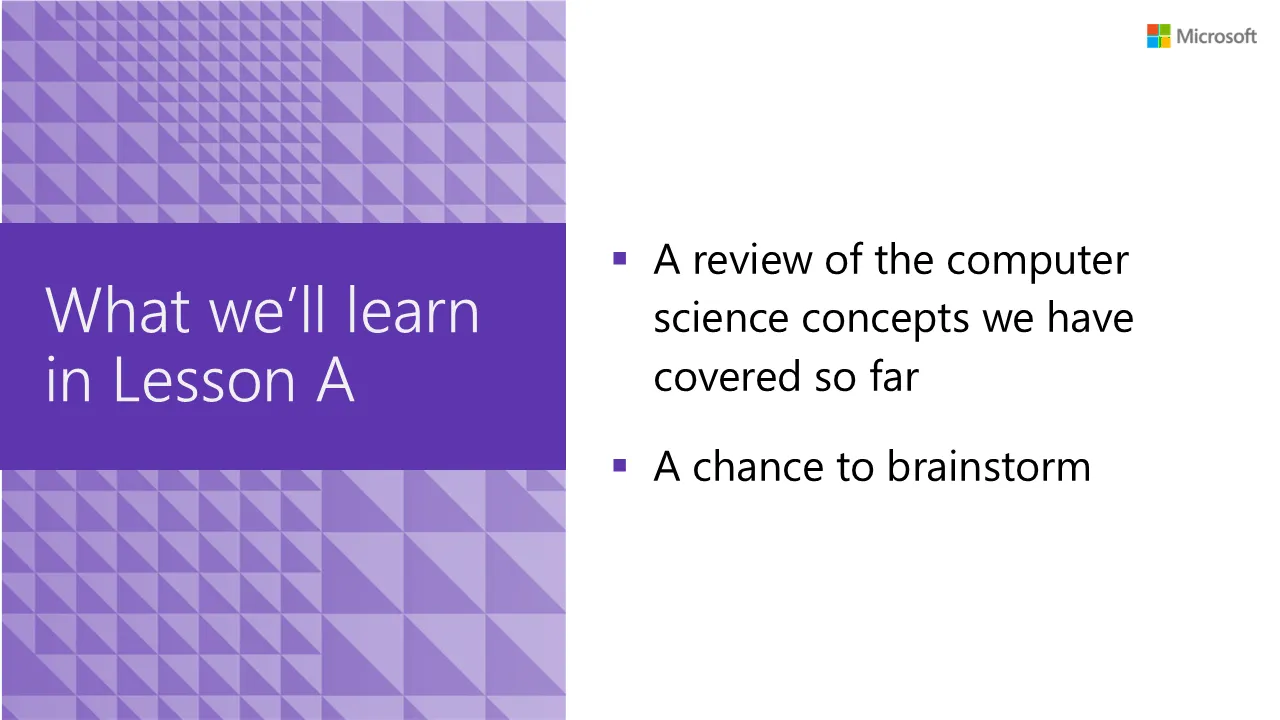 Microsoft
What we’ll learn
in Lesson A
▪ A review of the computer
science concepts we have
covered so far
▪ A chance to brainstorm